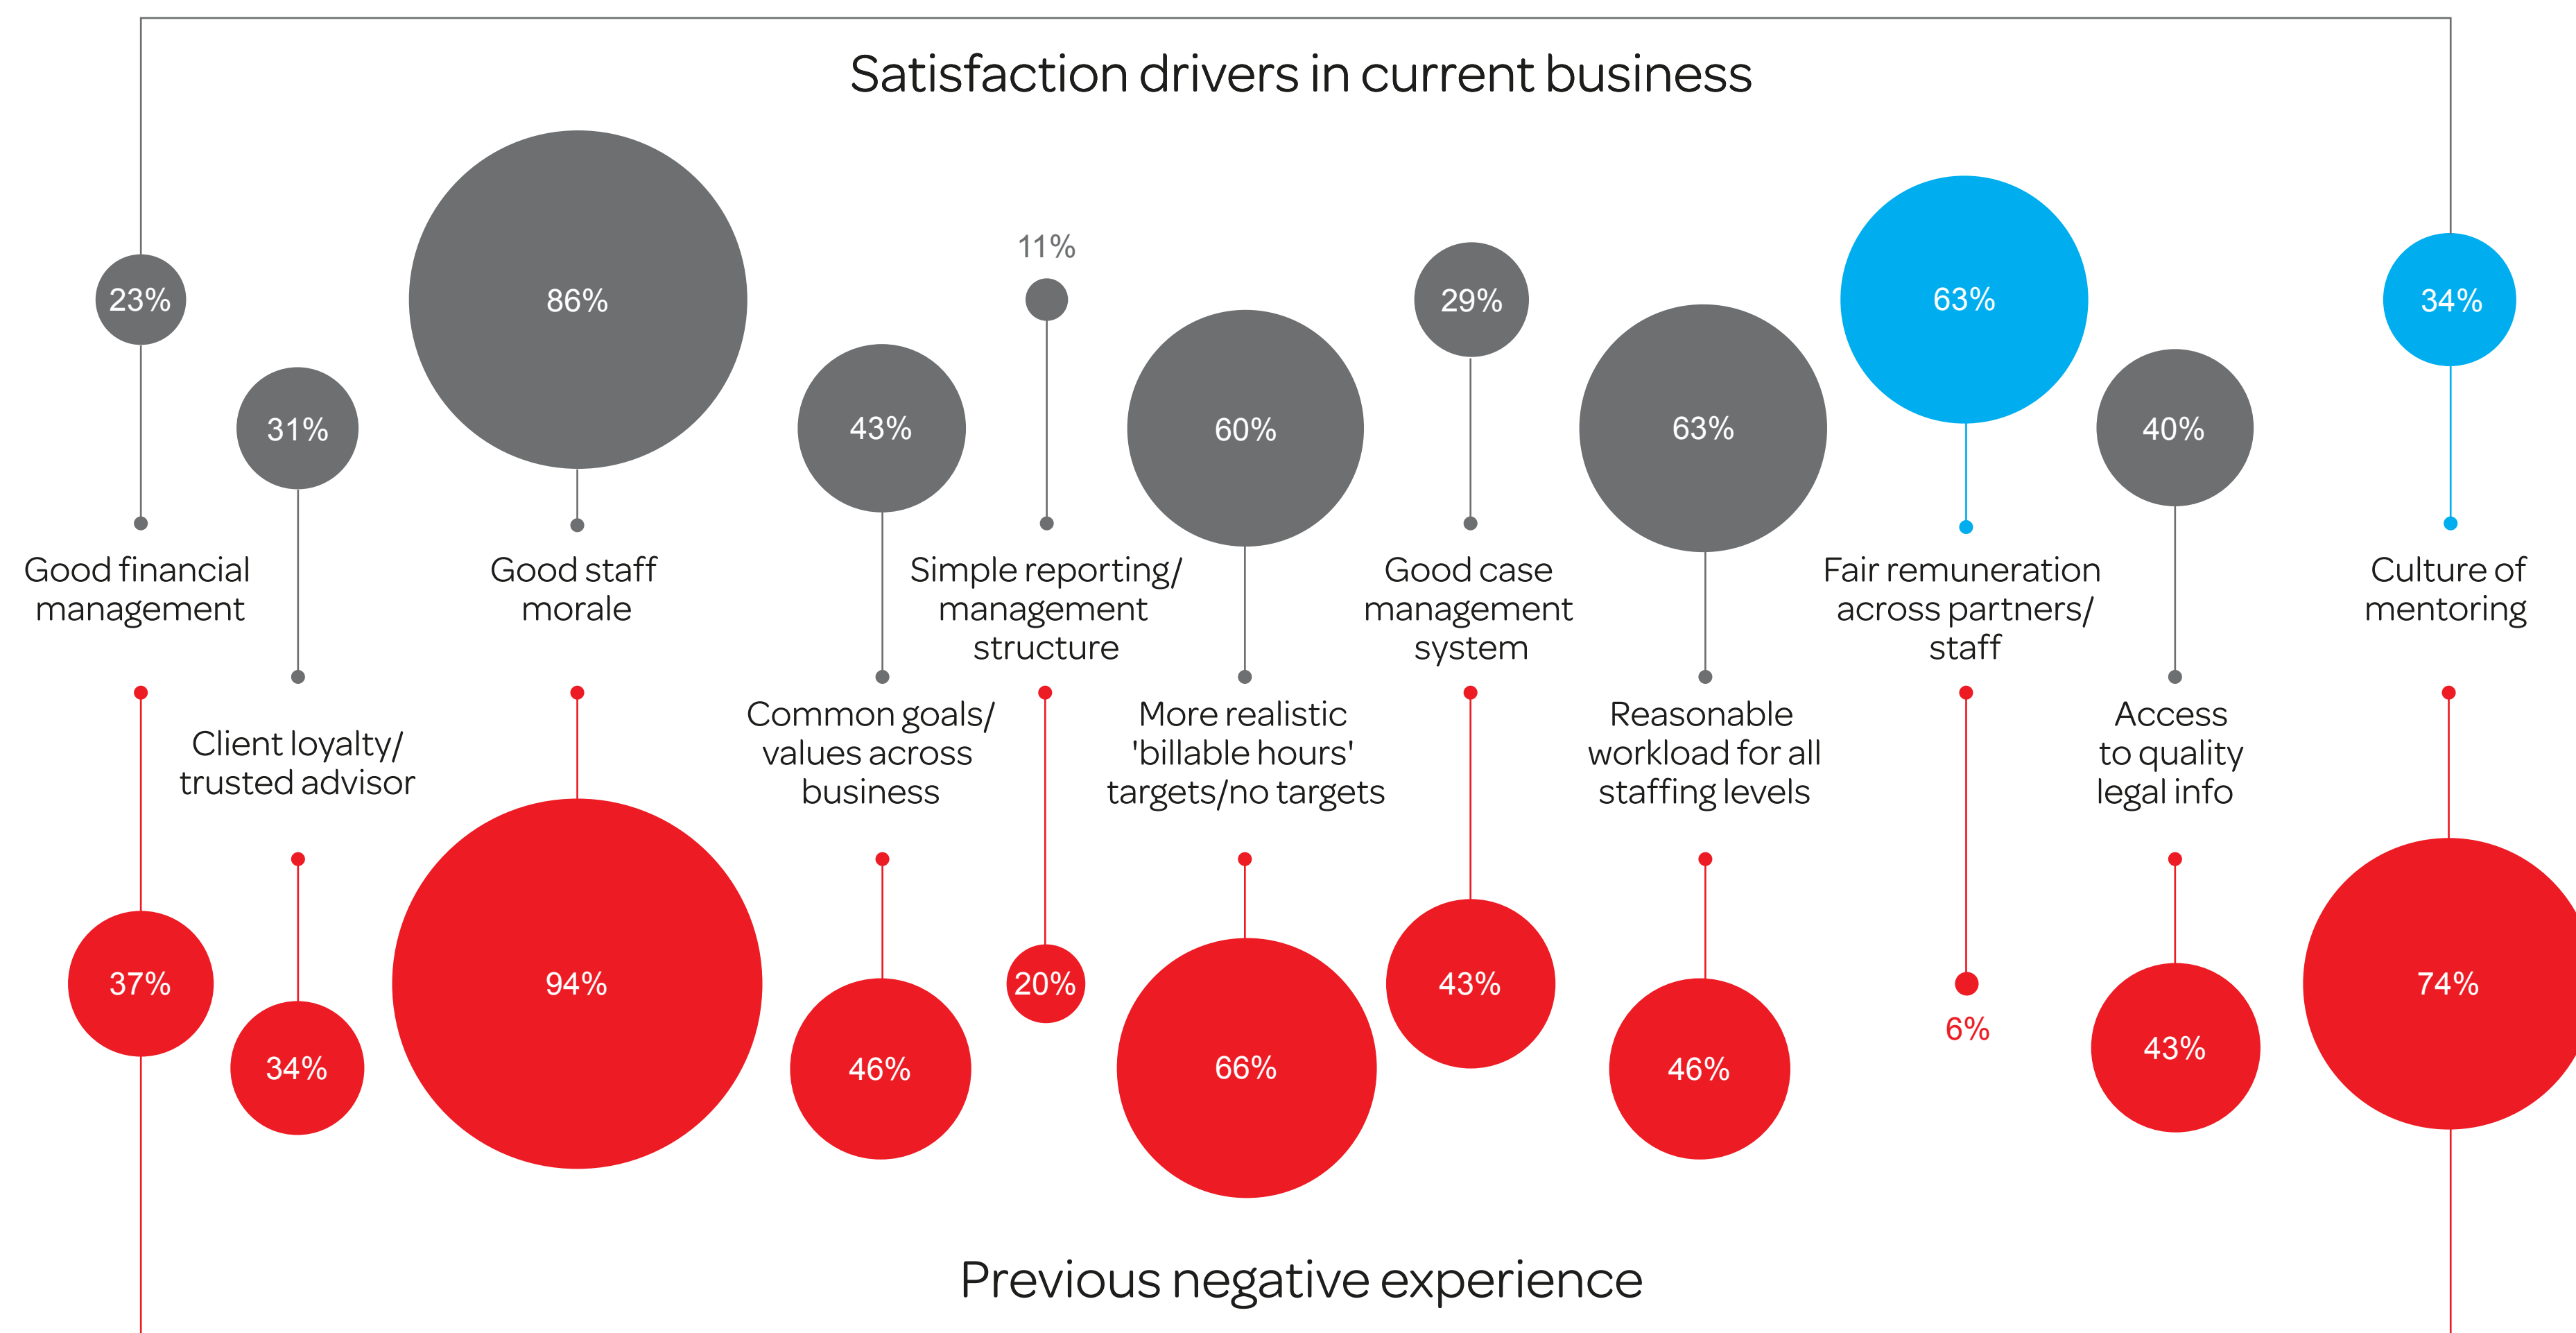 Satisfaction drivers in current business
23%
31%
86%
43%
11%
60%
29%
63%
63%
40%
34%
Good financial
management
Client loyalty/
trusted advisor
Good staff
morale
Common goals/
values across
business
Simple reporting/
management
structure
More realistic
'billable hours'
targets/no targets
Good case
management
system
Reasonable
workload for all
staffing levels
Fair remuneration
across partners/
staff
Access
to quality
legal info
Culture of
mentoring
37%
34%
94%
46%
20%
66%
43%
46%
6%
43%
74%
Previous negative experience